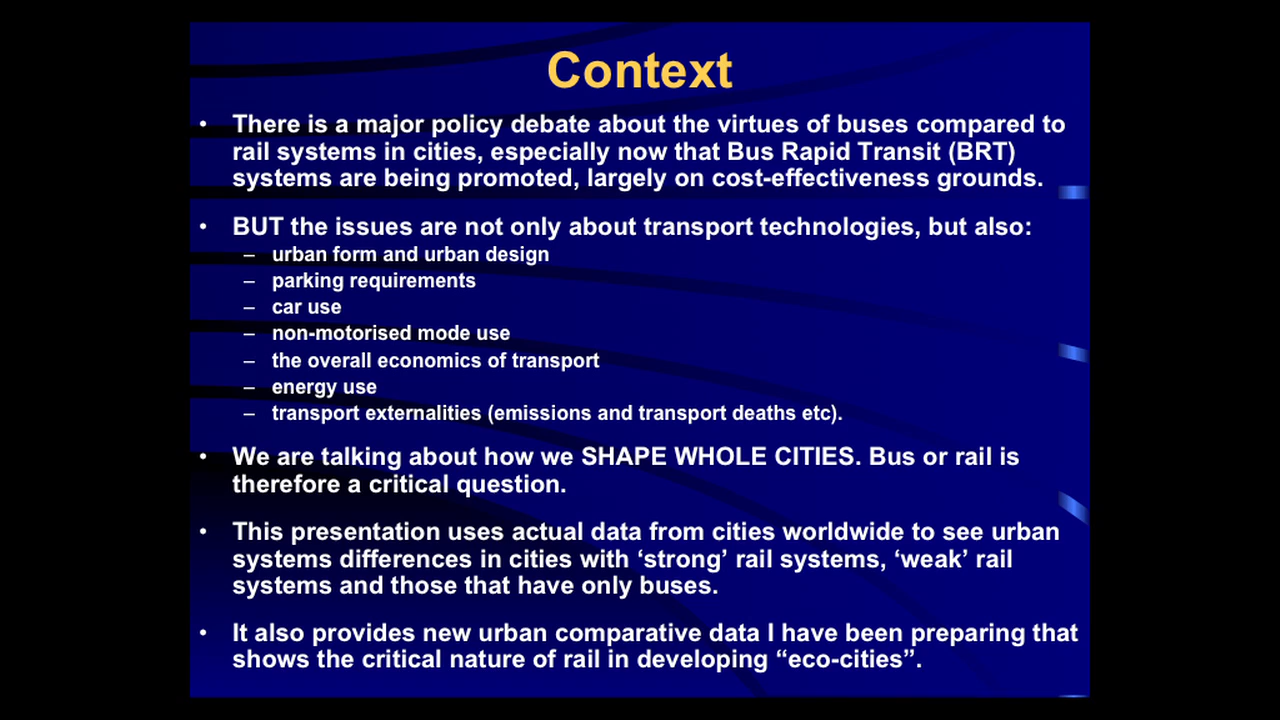 Context
• There is a major policy debate about the virtues of buses compared to
rail systems in cities, especially now that Bus Rapid Transit (BRT)
systems are being promoted, largely on cost-effectiveness grounds.
• BUT the issues are not only about transport technologies, but also:
– urban form and urban design
– parking requirements
– car use
– non-motorised mode use
– the overall economics of transport
– energy use
– transport externalities (emissions and transport deaths etc).
• We are talking about how we SHAPE WHOLE CITIES. Bus or rail is
therefore a critical question.
• This presentation uses actual data from cities worldwide to see urban
systems differences in cities with ‘strong’ rail systems, ‘weak’ rail
systems and those that have only buses.
• It also provides new urban comparative data I have been preparing that
shows the critical nature of rail in developing “eco-cities”.